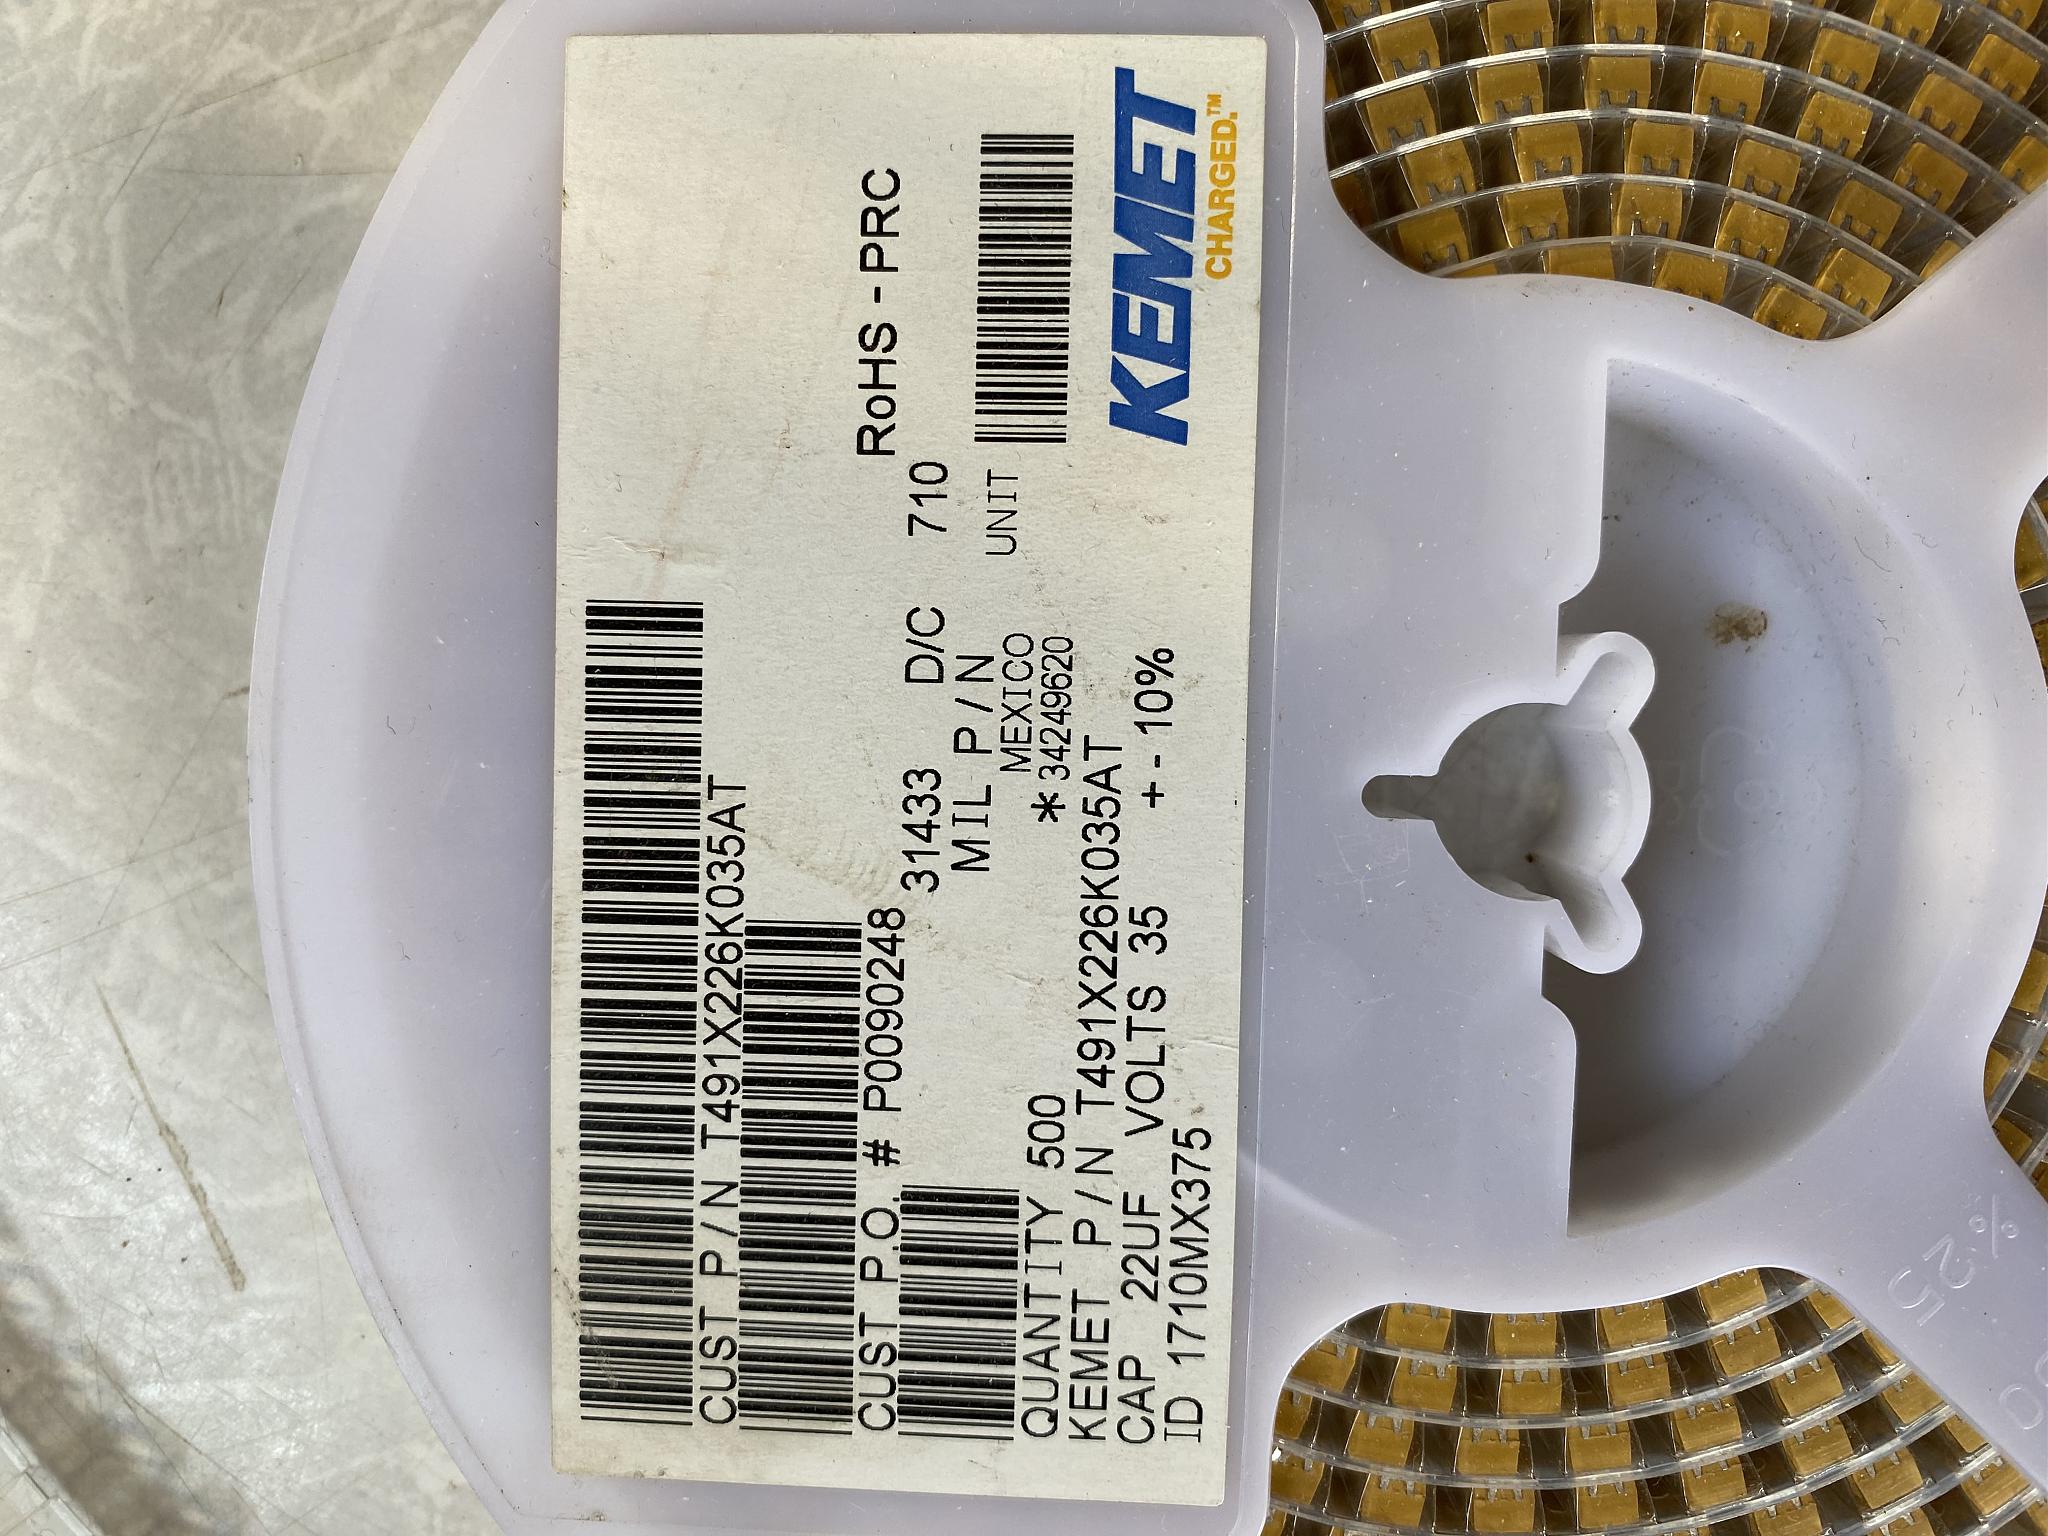 CUST P/N T491X226K035AT
RoHS-PRC
CUST P.O. # P0090248
31433 D/C 710
MIL P/N
UNIT
MEXICO
QUANTITY 500
*34249620
KEMET P/N T491X226K035AT
CAP 22UF VOLTS 35 +-10%
ID 1710MX375
KEMET
CHARGED.™